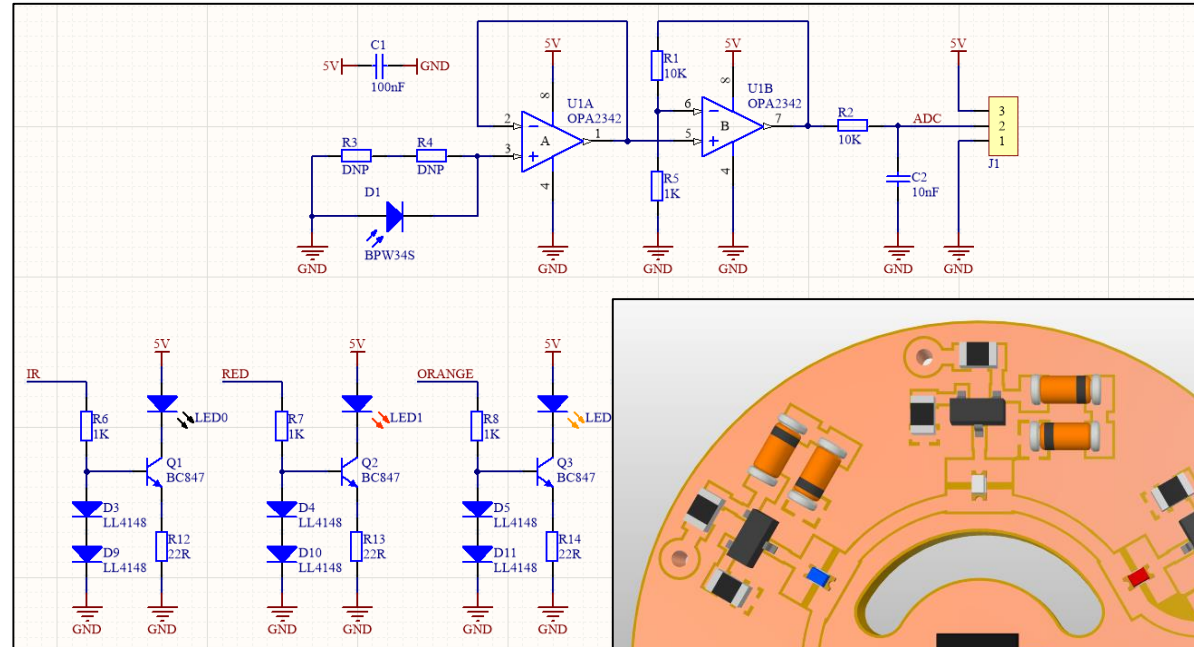 C1
5V
GND
100nF
5V
8
2
U1A
OPA2342
A
1
3
4
GND
R3
DNP
R4
DNP
D1
BPW34S
GND
R1
10K
5V
8
6
U1B
OPA2342
B
7
5
4
GND
R5
1K
GND
R2
10K
ADC
C2
10nF
GND
5V
3
2
1
J1
GND
IR
R6
1K
5V
LED0
Q1
BC847
D3
LL4148
D9
LL4148
R12
22R
GND
GND
RED
R7
1K
5V
LED1
Q2
BC847
D4
LL4148
D10
LL4148
R13
22R
GND
GND
ORANGE
R8
1K
5V
LED
Q3
BC847
D5
LL4148
D11
LL4148
R14
22R
GND
GND